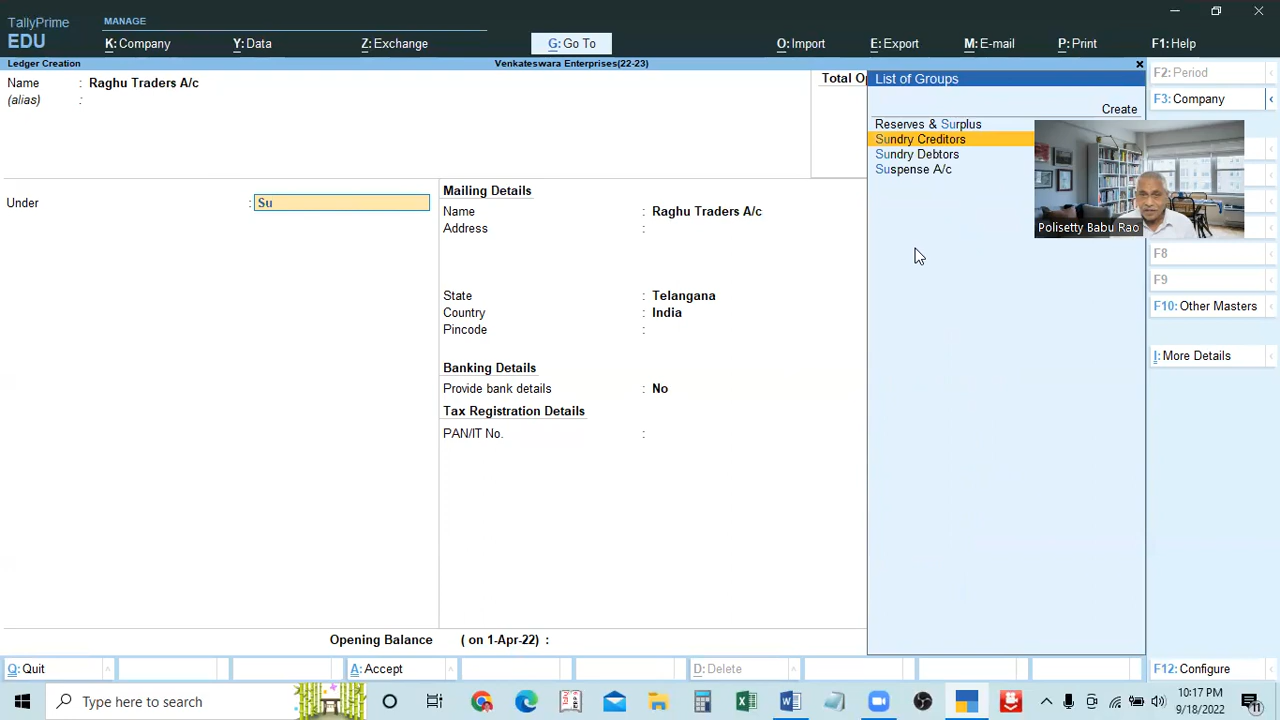 TallyPrime
EDU
MANAGE
K: Company
Y: Data
Z: Exchange
G: Go To
O: Import
E: Export
M: E-mail
P: Print
F1: Help
Ledger Creation
Venkateswara Enterprises(22-23)
×
Name : Raghu Traders A/c
(alias) :
Total Op
Under : Su
Mailing Details
Name : Raghu Traders A/c
Address :
State : Telangana
Country : India
Pincode :
Banking Details
Provide bank details : No
Tax Registration Details
PAN/IT No. :
Opening Balance ( on 1-Apr-22) :
List of Groups
Create
Reserves & Surplus
Sundry Creditors
Sundry Debtors
Suspense A/c
Polisetty Babu Rao
F2: Period
F3: Company
F8
F9
F10: Other Masters
I: More Details
F12: Configure
Q: Quit
A: Accept
D: Delete
Type here to search
10:17 PM
9/18/2022
11